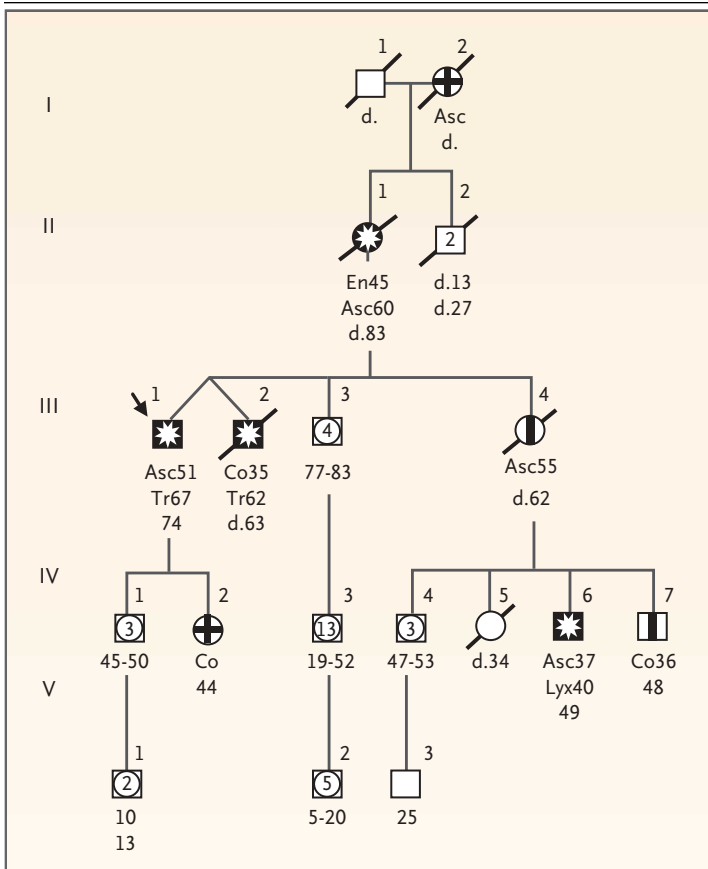 1 2
I
d. Asc
d.
1 2
II
2
En45 d.13
Asc60 d.27
d.83
1 2 3 4
III
4
Asc51 Co35 77-83 Asc55
Tr67 Tr62 d.62
74 d.63
IV
1 2 3 4 5 6 7
3 13 3
45-50 Co 19-52 47-53 d.34 Asc37 Co36
44 Lyx40 48
V
49
1 2 3
2 5
10 5-20 25
13